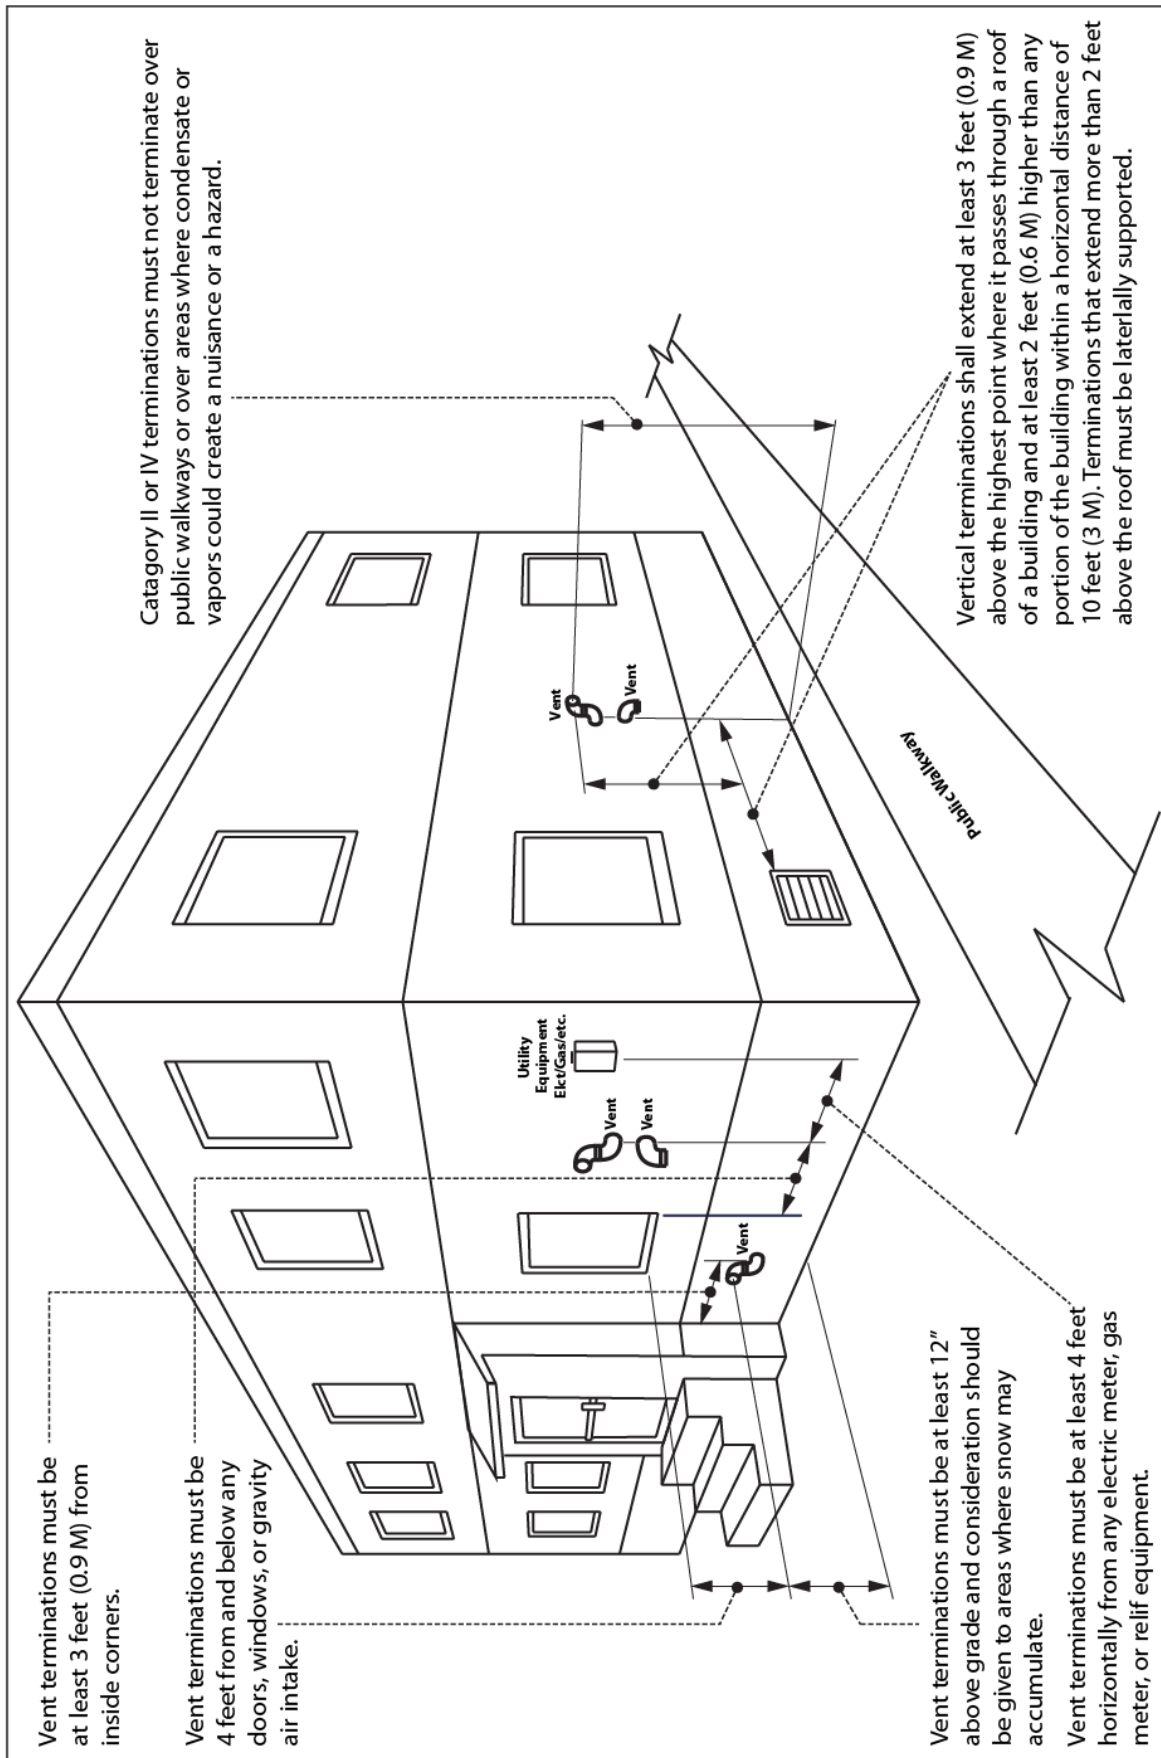 Vent terminations must be
at least 3 feet (0.9 M) from
inside corners.
Vent terminations must be
4 feet from and below any
doors, windows, or gravity
air intake.
Catagory II or IV terminations must not terminate over
public walkways or over areas where condensate or
vapors could create a nuisance or a hazard.
Utility
Equipment
Elct/Gas/etc.
Vent
Vent
Vent
Vent
Vent
Public Walkway
Vent terminations must be at least 12”
above grade and consideration should
be given to areas where snow may
accumulate.
Vent terminations must be at least 4 feet
horizontally from any electric meter, gas
meter, or relif equipment.
Vertical terminations shall extend at least 3 feet (0.9 M)
above the highest point where it passes through a roof
of a building and at least 2 feet (0.6 M) higher than any
portion of the building within a horizontal distance of
10 feet (3 M). Terminations that extend more than 2 feet
above the roof must be laterlally supported.